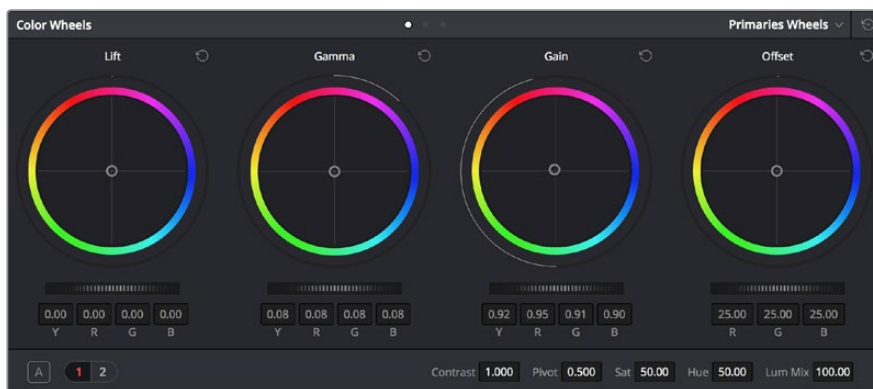 Color Wheels Primaries Wheels
Lift Gamma Gain Offset
0.00 0.00 0.00 0.00 0.08 0.08 0.08 0.08 0.92 0.95 0.91 0.90 25.00 25.00 25.00
Y R G B Y R G B Y R G B R G B
A 1 2 Contrast 1.000 Pivot 0.500 Sat 50.00 Hue 50.00 Lum Mix 100.00